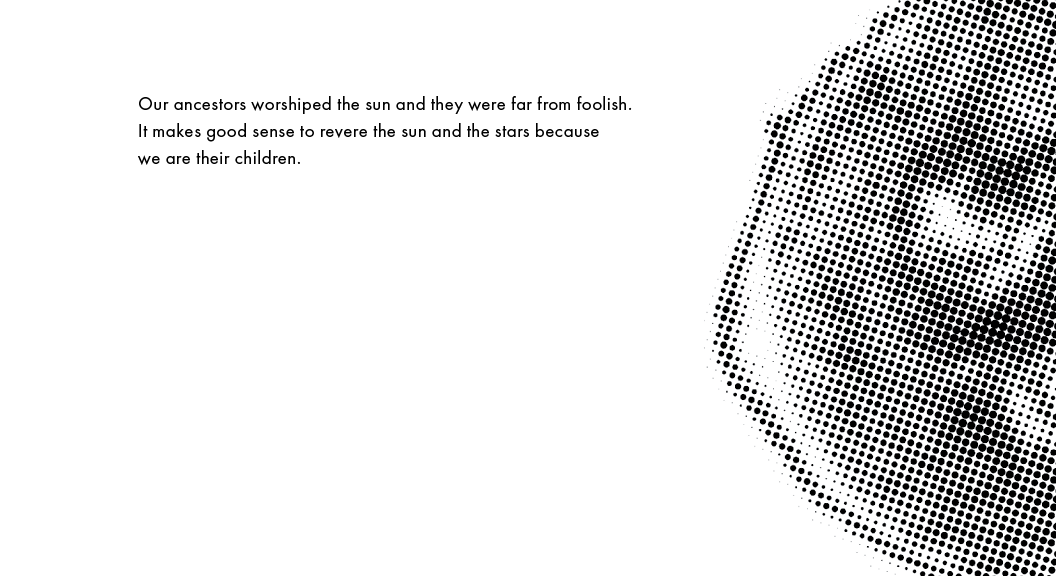 Our ancestors worshiped the sun and they were far from foolish.
It makes good sense to revere the sun and the stars because
we are their children.